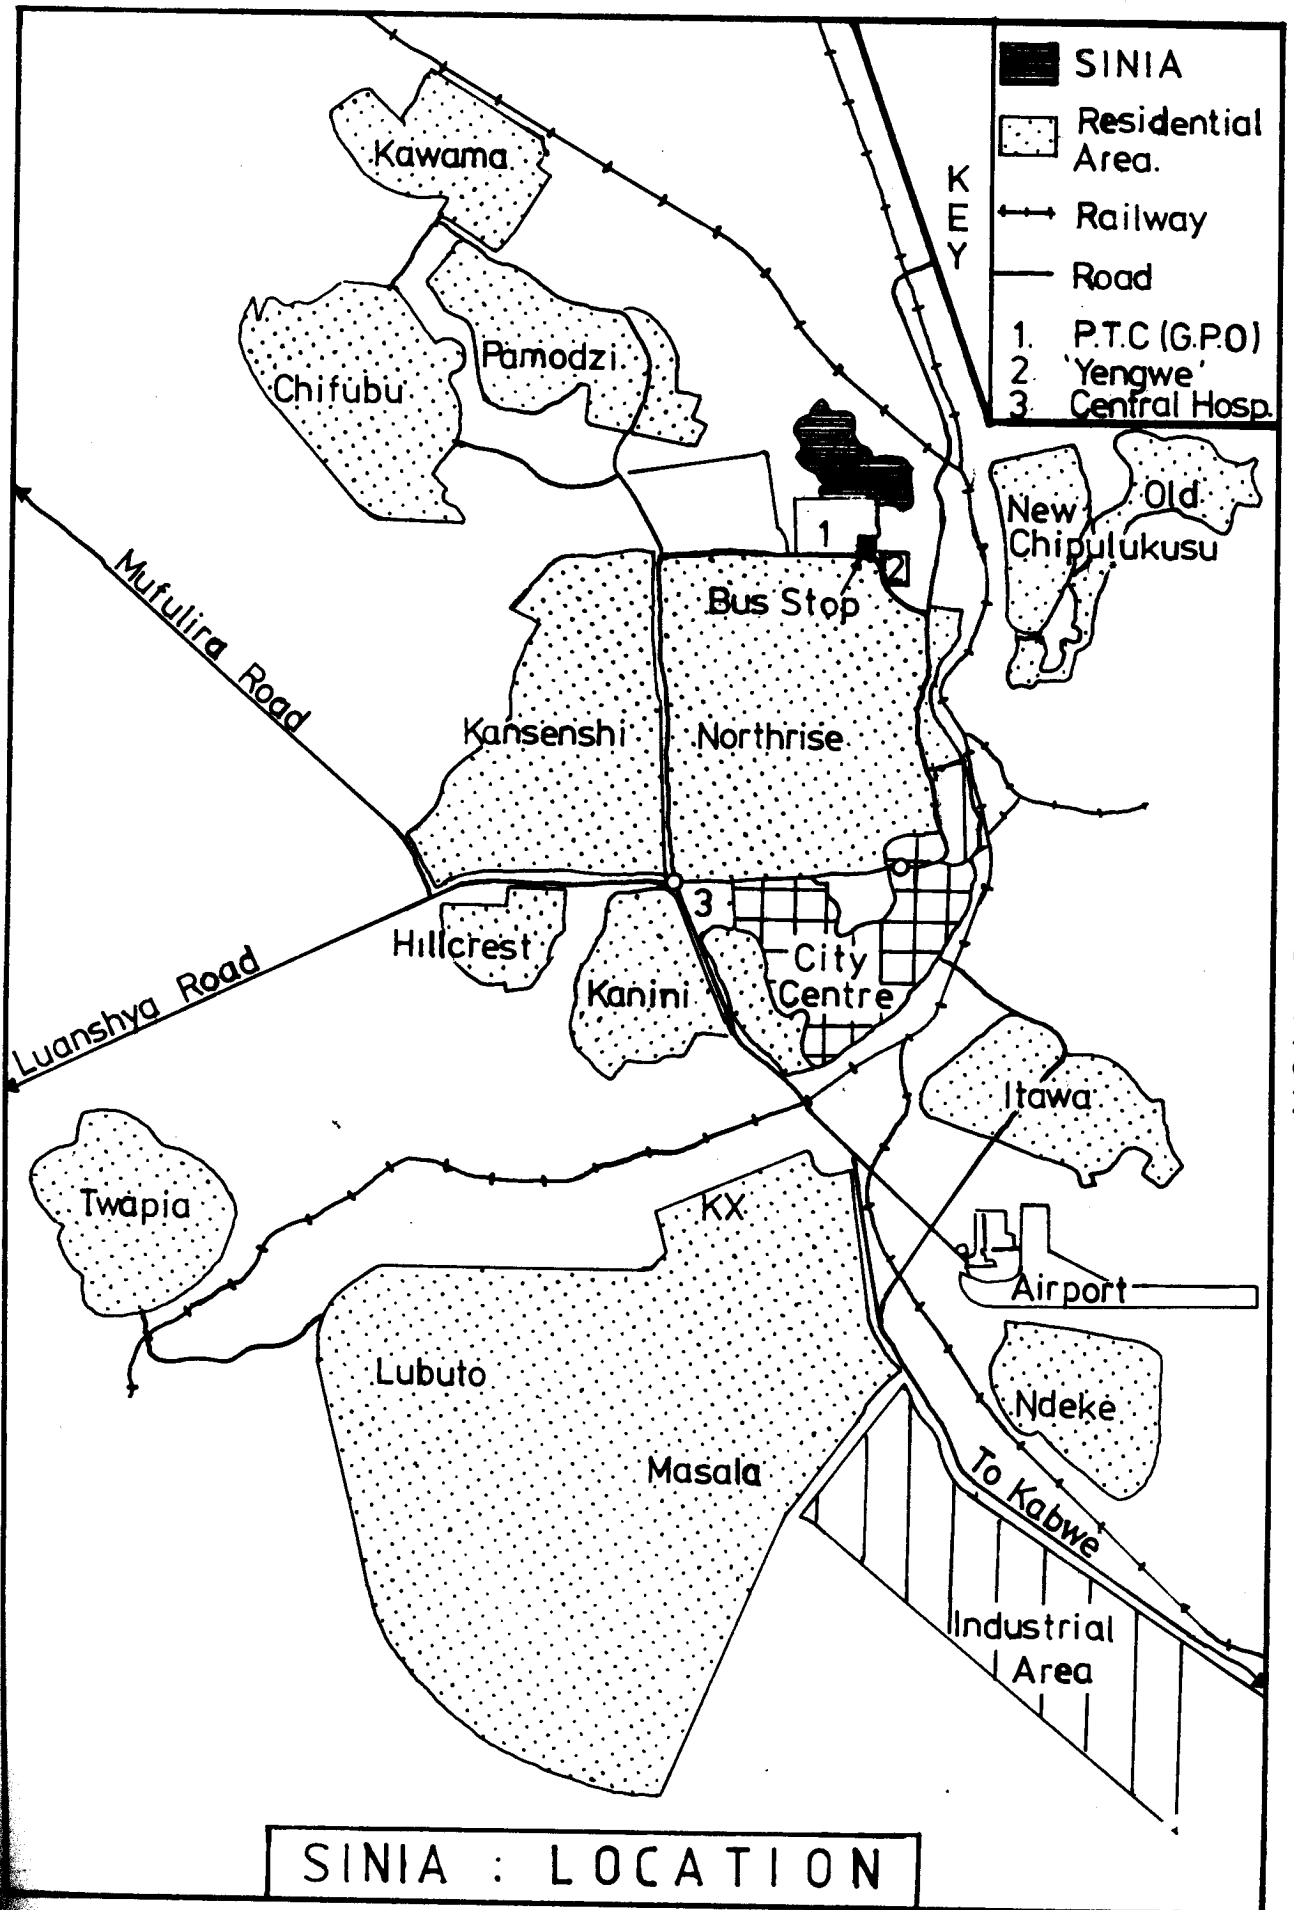 SINIA
Residential
Area.
Railway
Road
1. P.T.C (G.P.O)
2. 'Yengwe'
3. Central Hosp.
KEY
Kawama
Pamodzi
Chifubu
1
2
Bus Stop
New
Old
Chipulukusu
Mufulira Road
Kansenshi
Northrise
3
Hillcrest
Kanini
City
Centre
Luanshya Road
Itawa
Twapia
KX
Airport
Lubuto
Ndeke
Masala
To Kabwe
Industrial
Area
SINIA : LOCATION